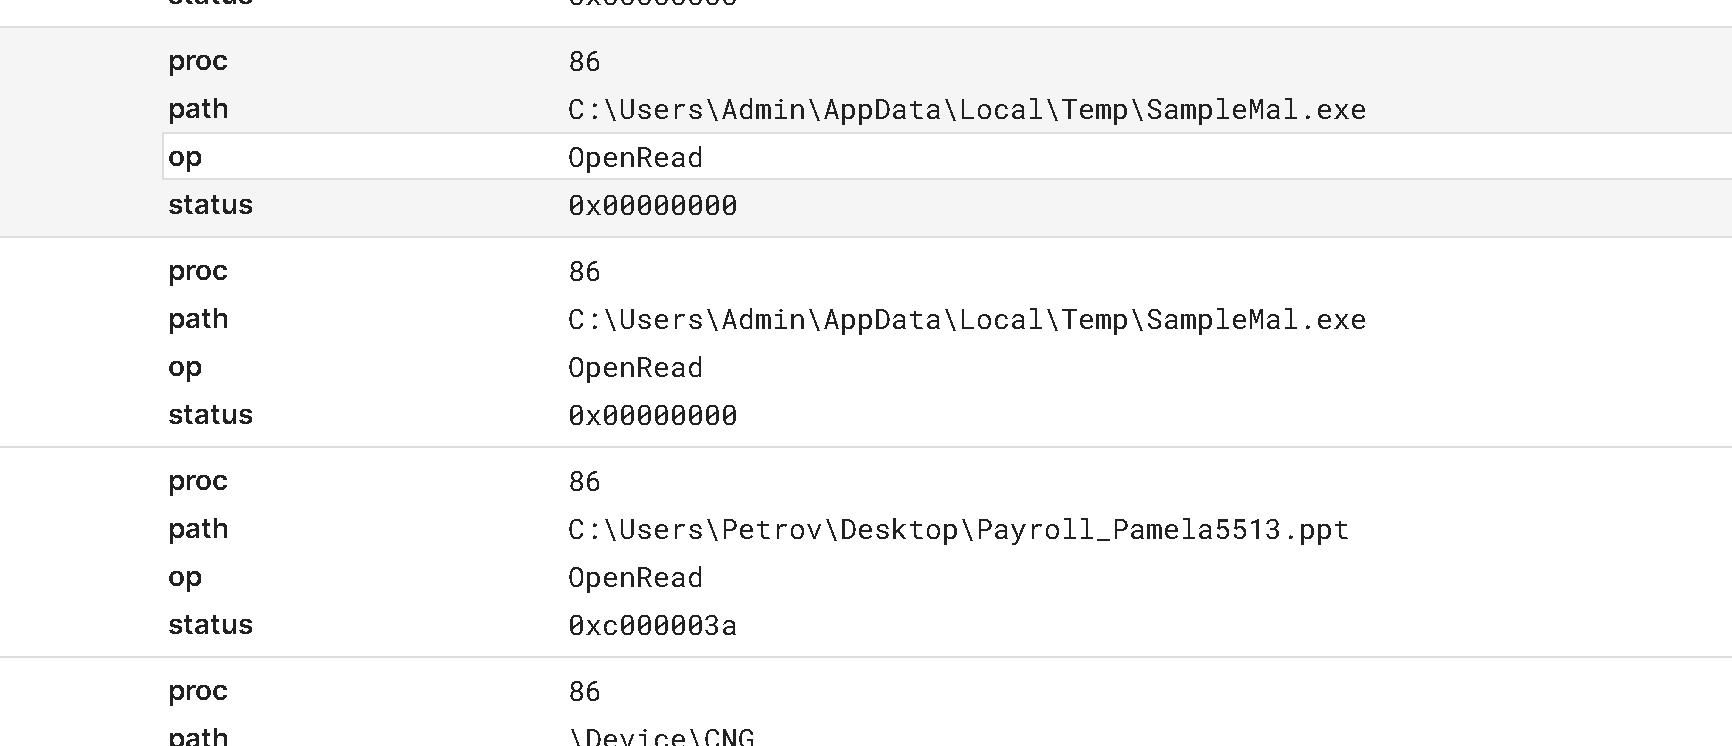 status 0x00000000
proc 86
path C:\Users\Admin\AppData\Local\Temp\SampleMal.exe
op OpenRead
status 0x00000000
proc 86
path C:\Users\Admin\AppData\Local\Temp\SampleMal.exe
op OpenRead
status 0x00000000
proc 86
path C:\Users\Petrov\Desktop\Payroll_Pamela5513.ppt
op OpenRead
status 0xc000003a
proc 86
path \Device\CNG